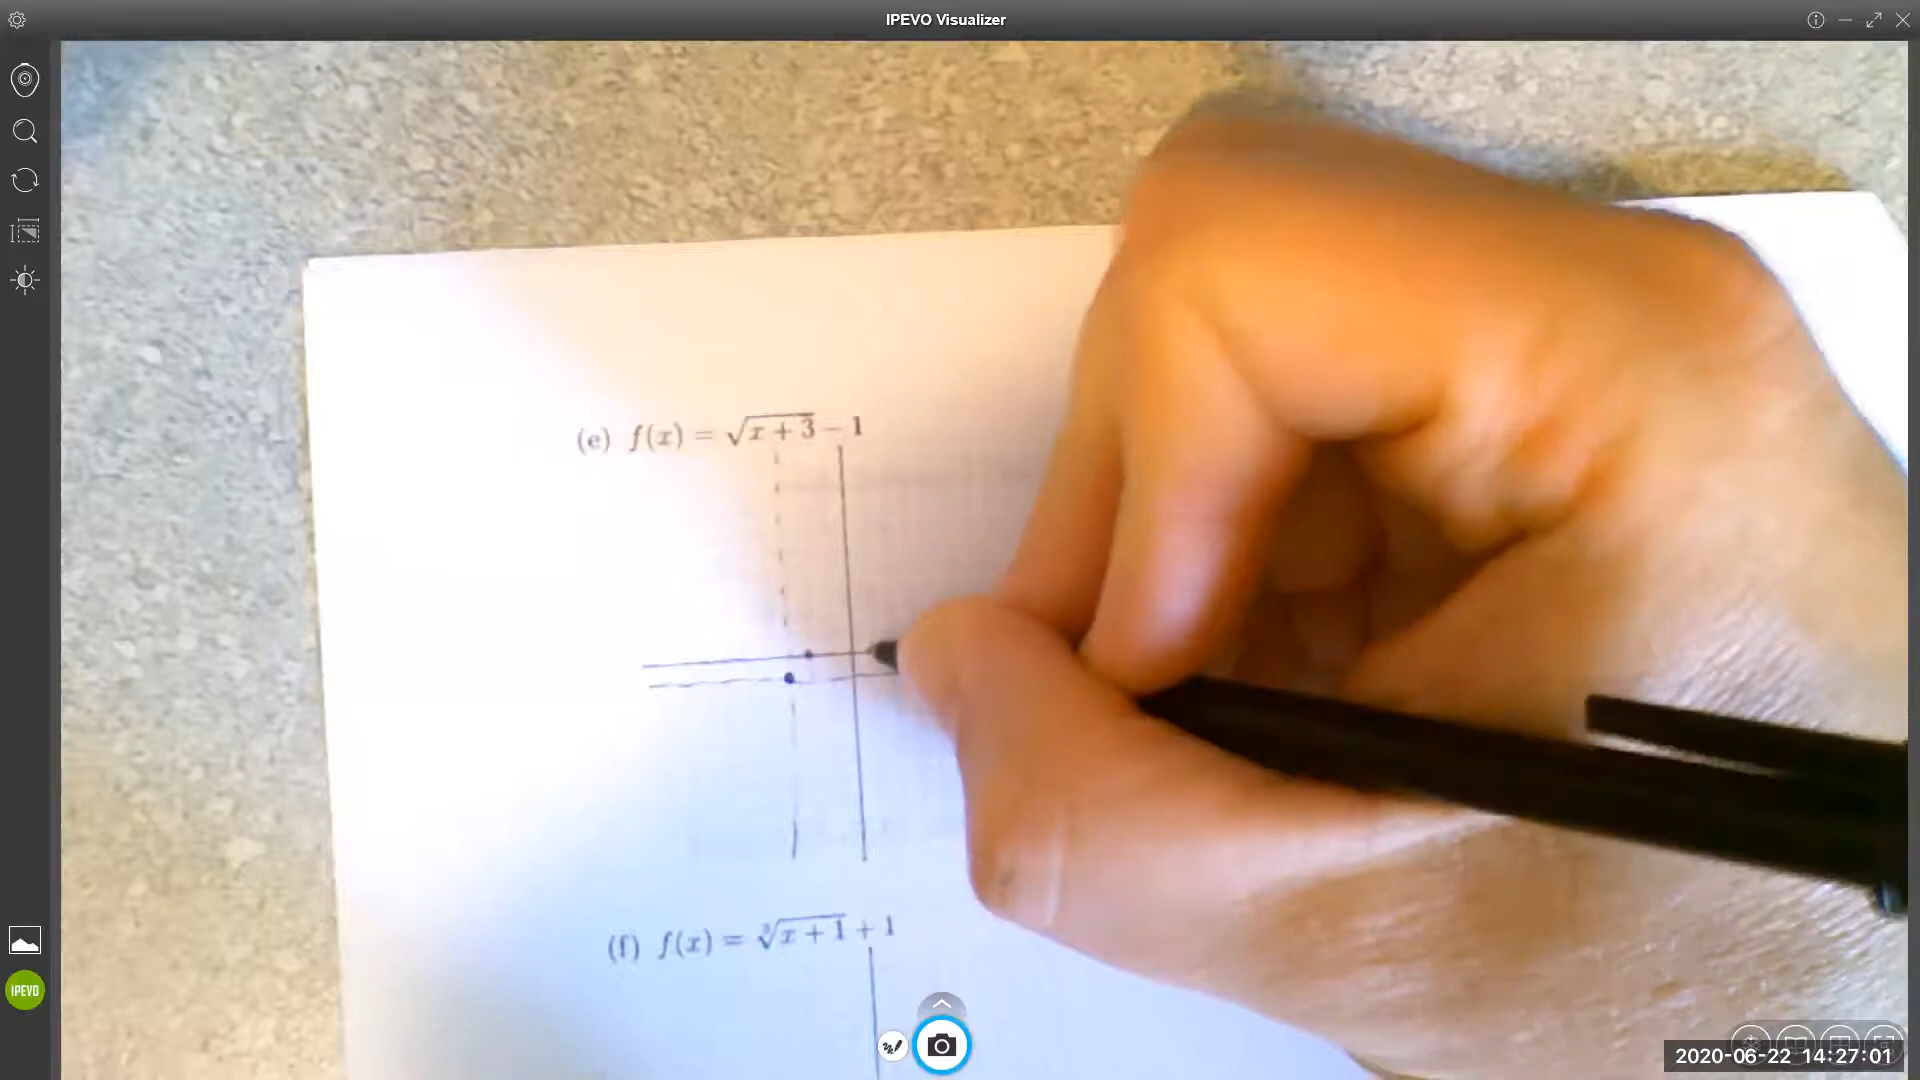 IPEVO Visualizer
(e) f(x) = √x + 3 − 1
(f) f(x) = ∛x + 1 + 1
IPEVO
2020-06-22 14:27:01